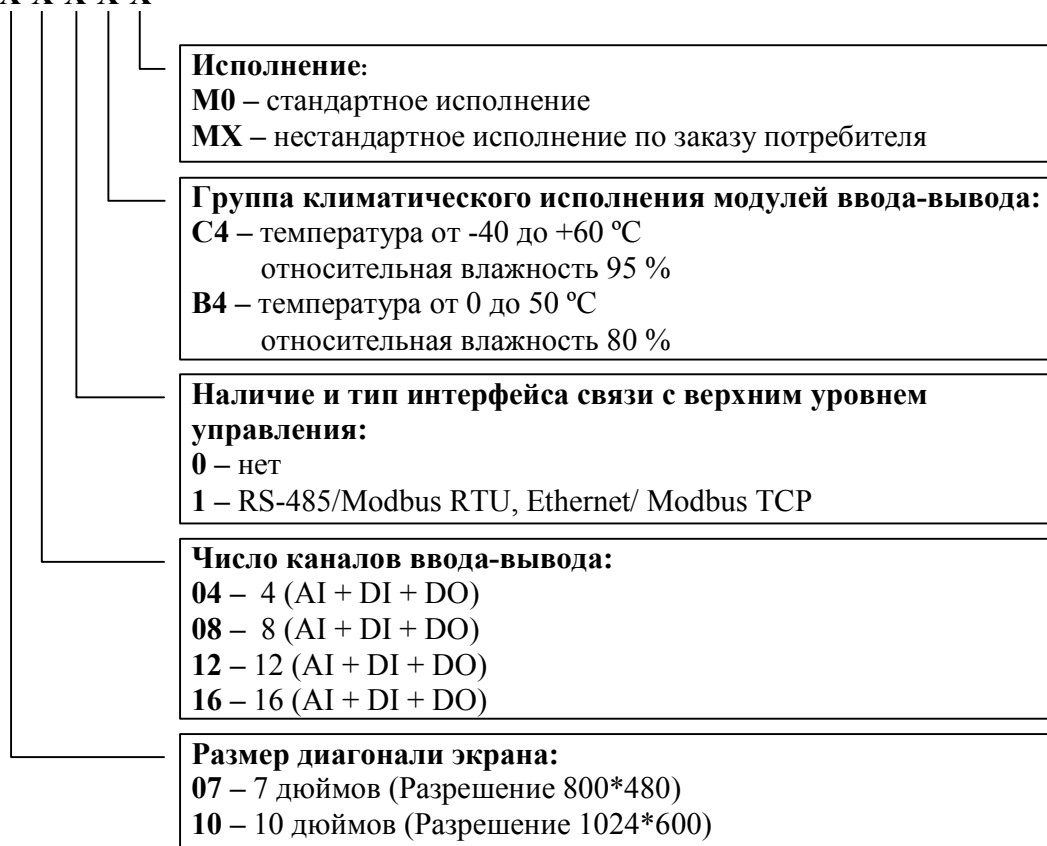 Х Х Х Х Х
Исполнение:
М0 – стандартное исполнение
МХ – нестандартное исполнение по заказу потребителя
Группа климатического исполнения модулей ввода-вывода:
С4 – температура от -40 до +60 ºС
относительная влажность 95 %
В4 – температура от 0 до 50 ºС
относительная влажность 80 %
Наличие и тип интерфейса связи с верхним уровнем
управления:
0 – нет
1 – RS-485/Modbus RTU, Ethernet/ Modbus TCP
Число каналов ввода-вывода:
04 – 4 (AI + DI + DO)
08 – 8 (AI + DI + DO)
12 – 12 (AI + DI + DO)
16 – 16 (AI + DI + DO)
Размер диагонали экрана:
07 – 7 дюймов (Разрешение 800*480)
10 – 10 дюймов (Разрешение 1024*600)